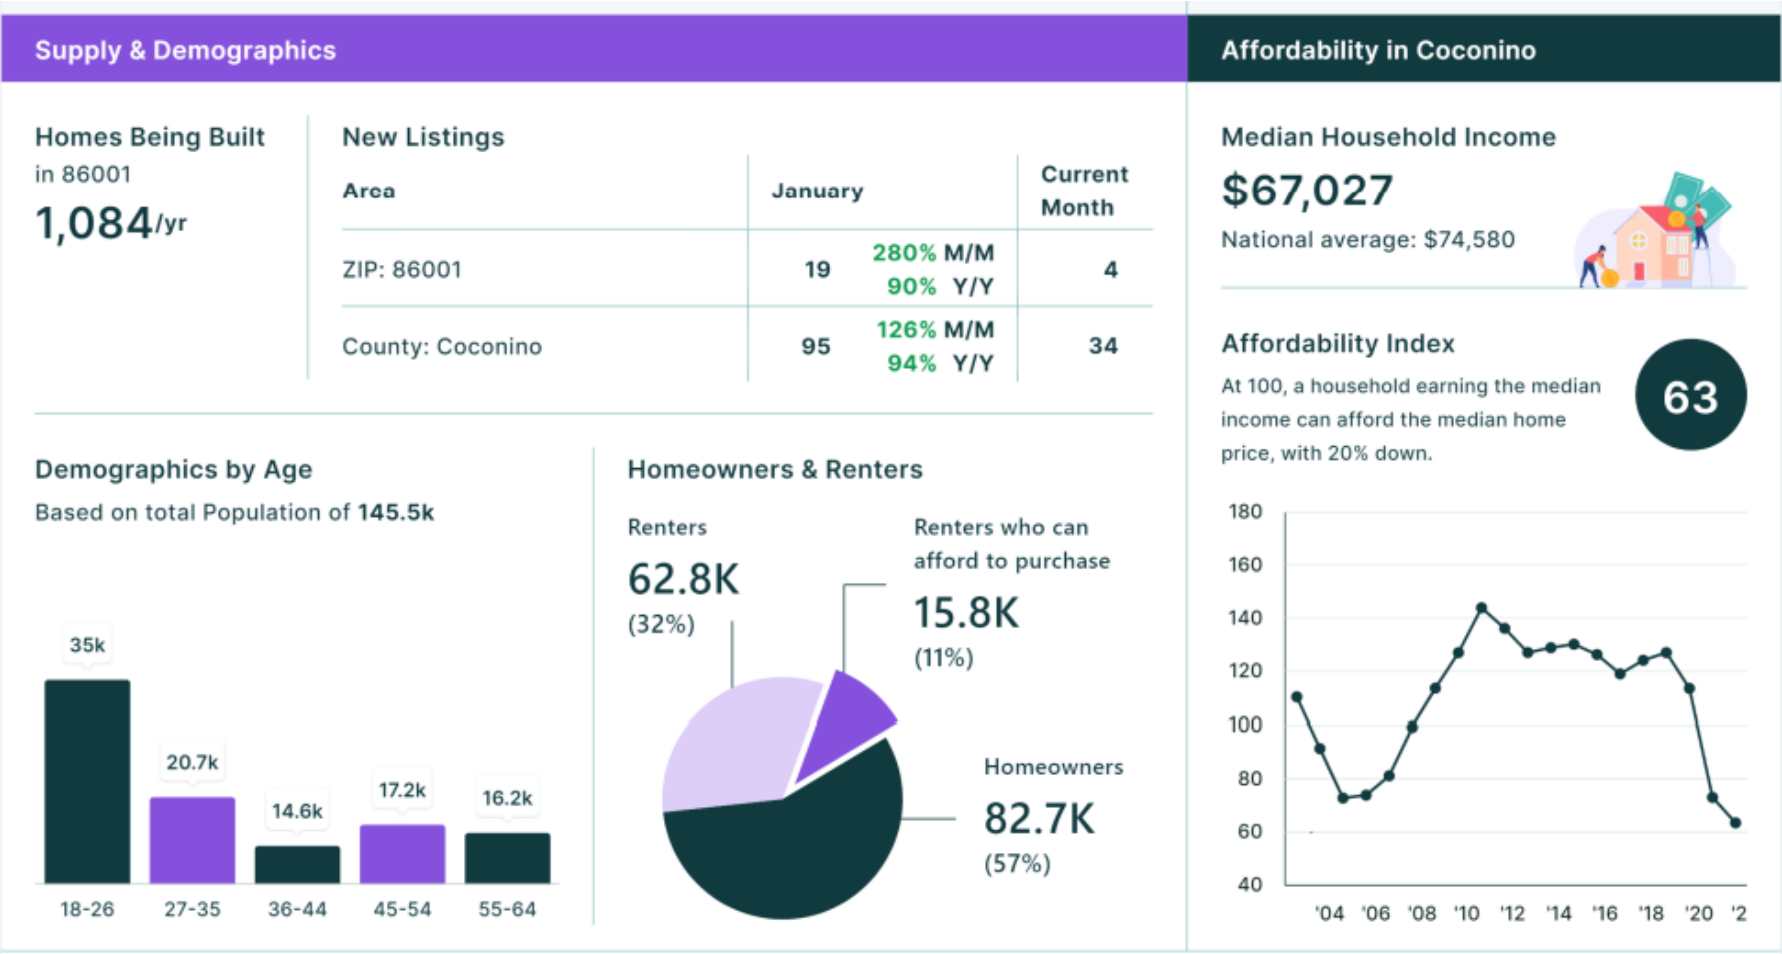 Supply & Demographics
Homes Being Built
in 86001
1,084/yr
New Listings
Area
January
Current
Month
ZIP: 86001
19
280% M/M
90% Y/Y
4
County: Coconino
95
126% M/M
94% Y/Y
34
Demographics by Age
Based on total Population of 145.5k
35k
20.7k
14.6k
17.2k
16.2k
18-26 27-35 36-44 45-54 55-64
Homeowners & Renters
Renters
62.8K
(32%)
Renters who can
afford to purchase
15.8K
(11%)
Homeowners
82.7K
(57%)
Affordability in Coconino
Median Household Income
$67,027
National average: $74,580
Affordability Index
At 100, a household earning the median
income can afford the median home
price, with 20% down.
63
180
160
140
120
100
80
60
40
'04 '06 '08 '10 '12 '14 '16 '18 '20 '2